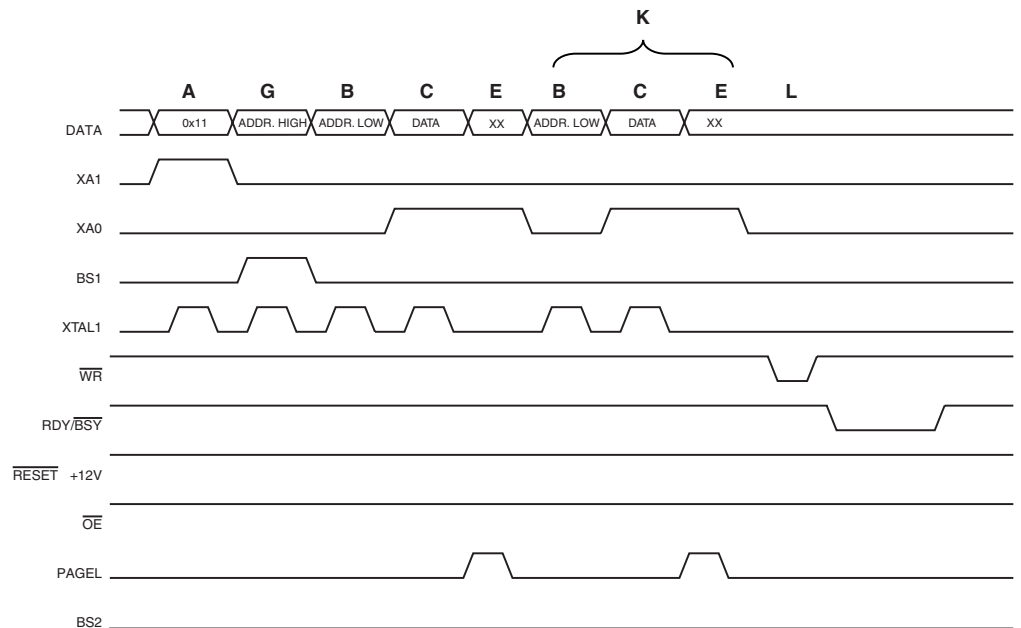 K
A G B C E B C E L
DATA 0x11 ADDR. HIGH ADDR. LOW DATA XX ADDR. LOW DATA XX
XA1
XA0
BS1
XTAL1
WR
RDY/BSY
RESET +12V
OE
PAGEL
BS2